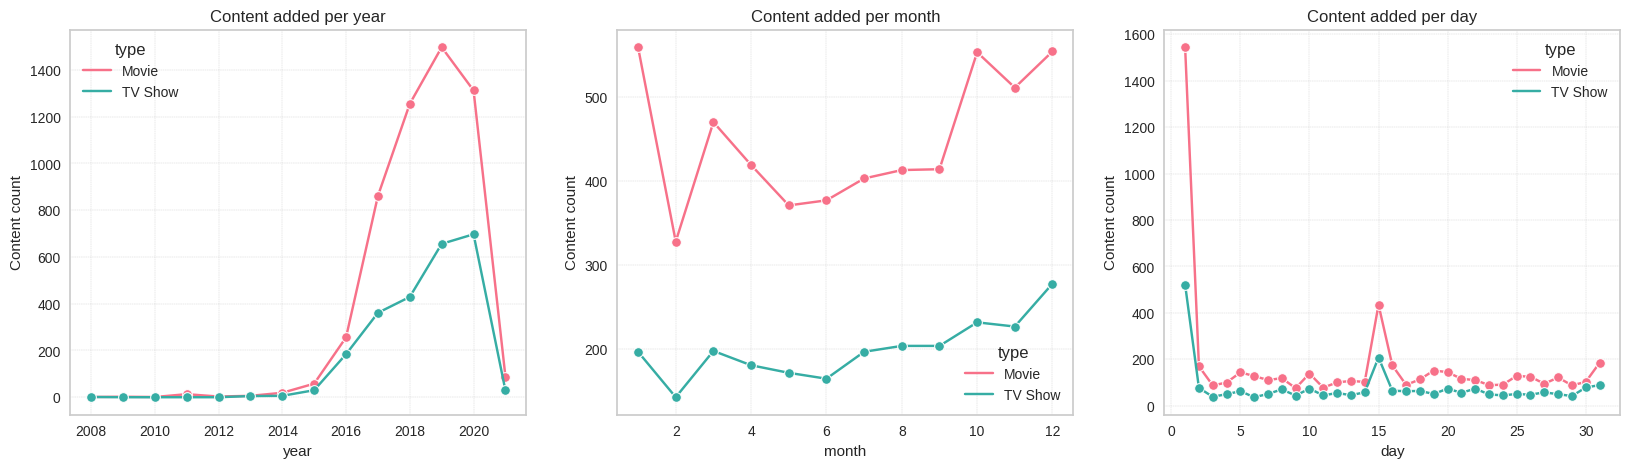 Content added per year
type
Movie
TV Show
1400
1200
1000
800
600
400
200
0
Content count
2008 2010 2012 2014 2016 2018 2020
year
Content added per month
500
400
300
200
Content count
type
Movie
TV Show
2 4 6 8 10 12
month
Content added per day
type
Movie
TV Show
1600
1400
1200
1000
800
600
400
200
0
Content count
0 5 10 15 20 25 30
day